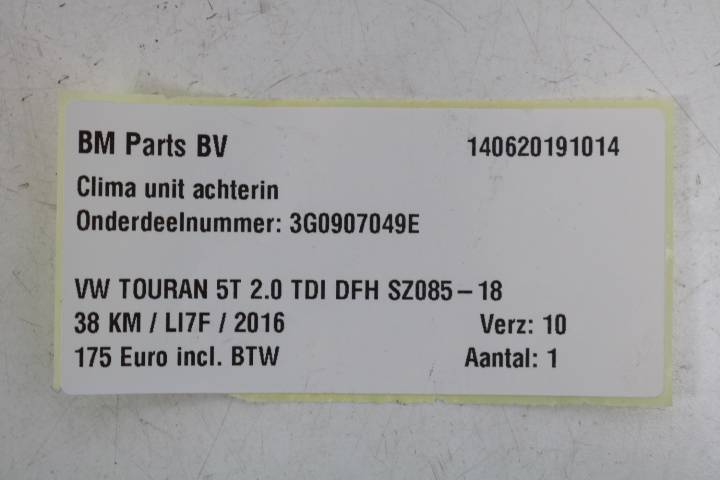 BM Parts BV 140620191014
Clima unit achterin
Onderdeelnummer: 3G0907049E
VW TOURAN 5T 2.0 TDI DFH SZ085-18
38 KM / LI7F / 2016 Verz: 10
175 Euro incl. BTW Aantal: 1